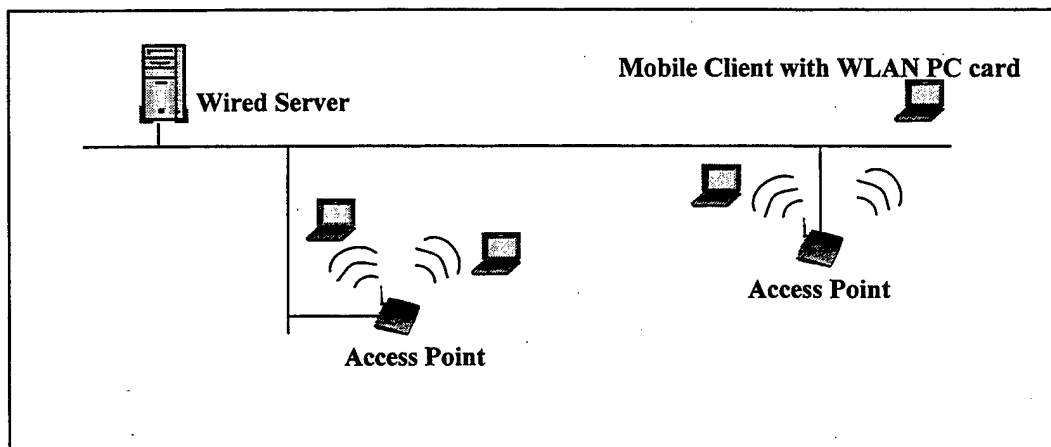 Mobile Client with WLAN PC card
Wired Server
Access Point
Access Point